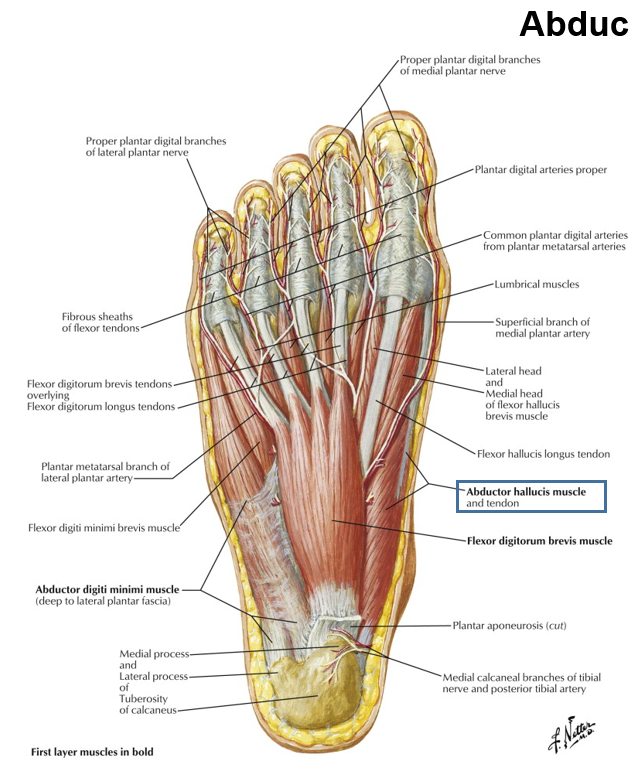 Abduc
Proper plantar digital branches
of medial plantar nerve
Proper plantar digital branches
of lateral plantar nerve
Plantar digital arteries proper
Common plantar digital arteries
from plantar metatarsal arteries
Lumbrical muscles
Fibrous sheaths
of flexor tendons
Superficial branch of
medial plantar artery
Lateral head
and
Medial head
of flexor hallucis
brevis muscle
Flexor digitorum brevis tendons
overlying
Flexor digitorum longus tendons
Flexor hallucis longus tendon
Plantar metatarsal branch of
lateral plantar artery
Abductor hallucis muscle
and tendon
Flexor digiti minimi brevis muscle
Flexor digitorum brevis muscle
Abductor digiti minimi muscle
(deep to lateral plantar fascia)
Plantar aponeurosis (cut)
Medial process
and
Lateral process
of
Tuberosity
of calcaneus
Medial calcaneal branches of tibial
nerve and posterior tibial artery
F. Netter
M.D.
First layer muscles in bold